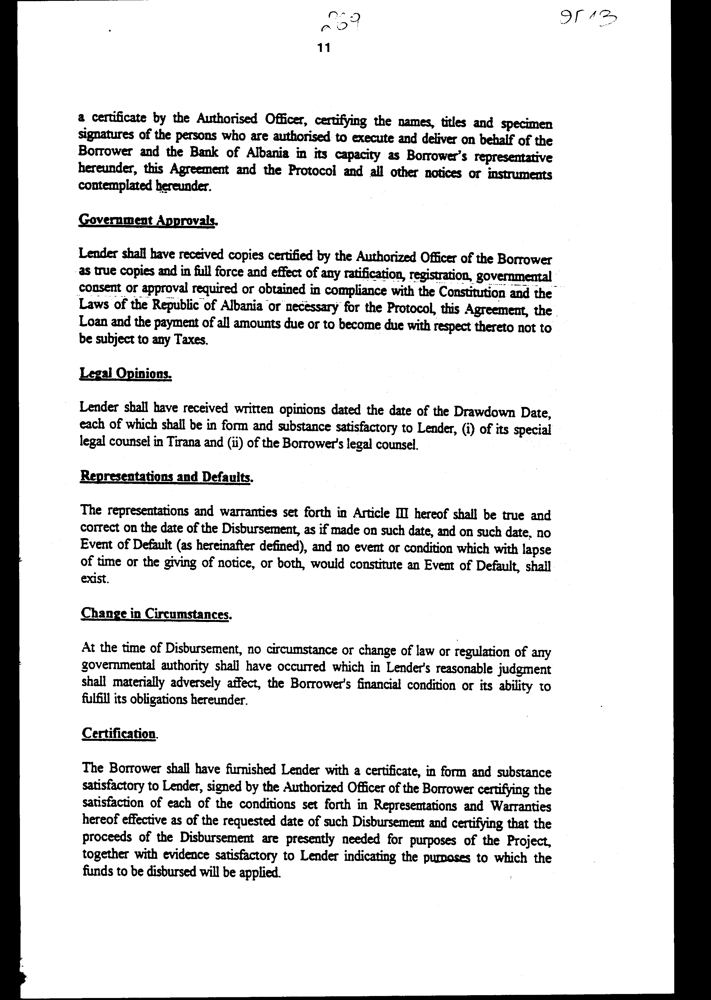 269
9513
11
a certificate by the Authorised Officer, certifying the names, titles and specimen
signatures of the persons who are authorised to execute and deliver on behalf of the
Borrower and the Bank of Albania in its capacity as Borrower's representative
hereunder, this Agreement and the Protocol and all other notices or instruments
contemplated hereunder.
Government Approvals.
Lender shall have received copies certified by the Authorized Officer of the Borrower
as true copies and in full force and effect of any ratification, registration, governmental
consent or approval required or obtained in compliance with the Constitution and the
Laws of the Republic of Albania or necessary for the Protocol, this Agreement, the
Loan and the payment of all amounts due or to become due with respect thereto not to
be subject to any Taxes.
Legal Opinions.
Lender shall have received written opinions dated the date of the Drawdown Date,
each of which shall be in form and substance satisfactory to Lender, (i) of its special
legal counsel in Tirana and (ii) of the Borrower's legal counsel.
Representations and Defaults.
The representations and warranties set forth in Article III hereof shall be true and
correct on the date of the Disbursement, as if made on such date, and on such date, no
Event of Default (as hereinafter defined), and no event or condition which with lapse
of time or the giving of notice, or both, would constitute an Event of Default, shall
exist.
Change in Circumstances.
At the time of Disbursement, no circumstance or change of law or regulation of any
governmental authority shall have occurred which in Lender's reasonable judgment
shall materially adversely affect, the Borrower's financial condition or its ability to
fulfill its obligations hereunder.
Certification.
The Borrower shall have furnished Lender with a certificate, in form and substance
satisfactory to Lender, signed by the Authorized Officer of the Borrower certifying the
satisfaction of each of the conditions set forth in Representations and Warranties
hereof effective as of the requested date of such Disbursement and certifying that the
proceeds of the Disbursement are presently needed for purposes of the Project,
together with evidence satisfactory to Lender indicating the purposes to which the
funds to be disbursed will be applied.